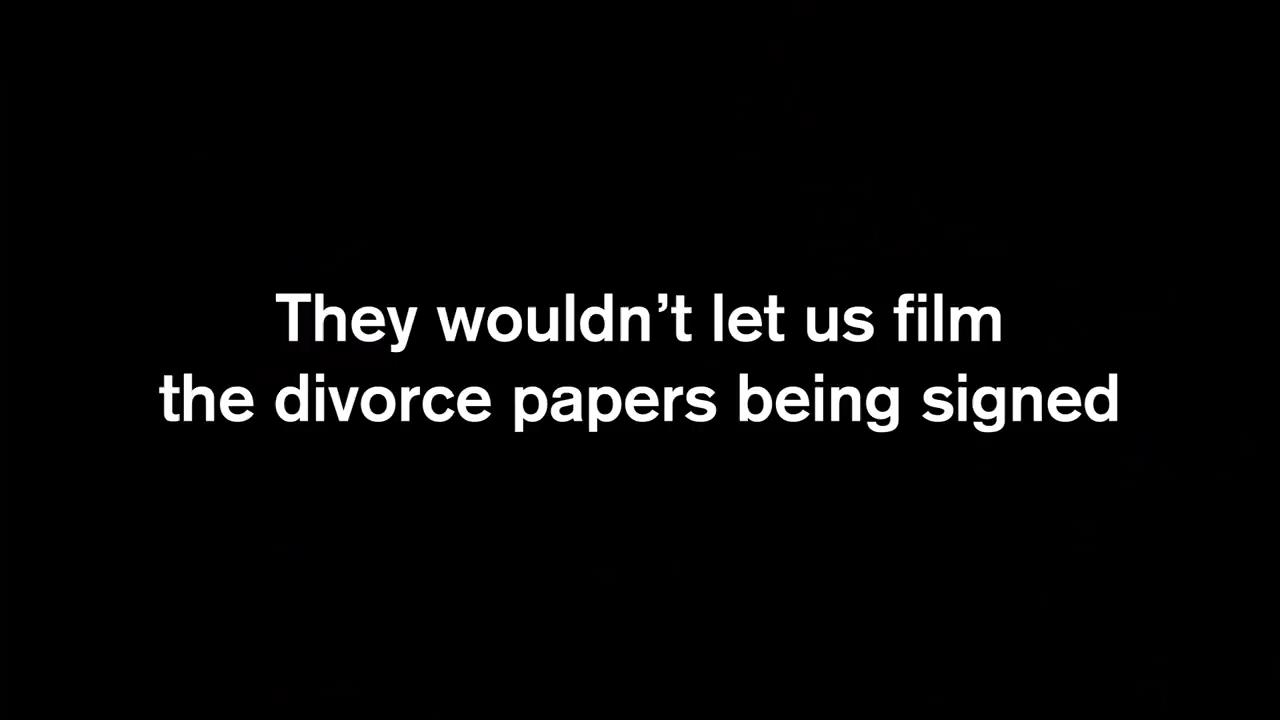 They wouldn’t let us film
the divorce papers being signed